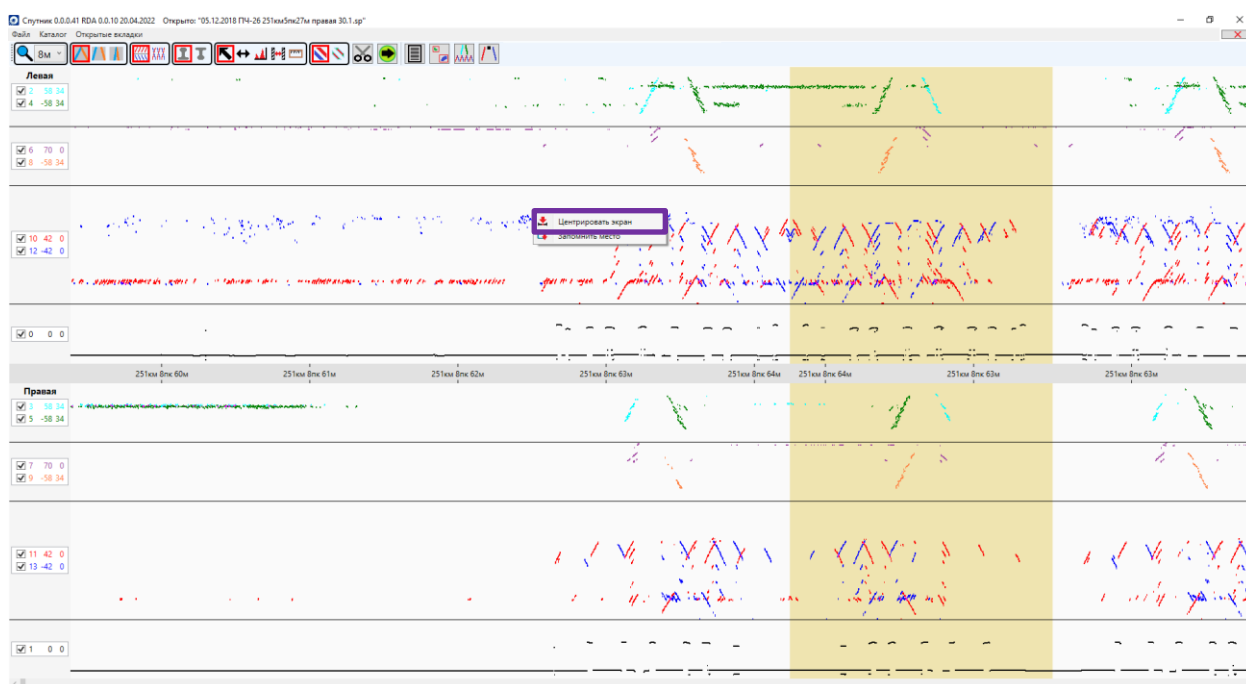 Спутник 0.0.0.41 RDA 0.0.10 20.04.2022 Открыто: "05.12.2018 ПЧ-26 251км5пк27м правая 30.1.sp"
Файл Каталог Открытые вкладки
8м
Левая
2 58 34
4 -58 34
6 70 0
8 -58 34
Центрировать экран
Запомнить место
10 42 0
12 -42 0
0 0 0
251км 8пк 60м 251км 8пк 61м 251км 8пк 62м 251км 8пк 63м 251км 8пк 64м 251км 8пк 64м 251км 8пк 63м 251км 8пк 63м
Правая
3 58 34
5 -58 34
7 70 0
9 -58 34
11 42 0
13 -42 0
1 0 0